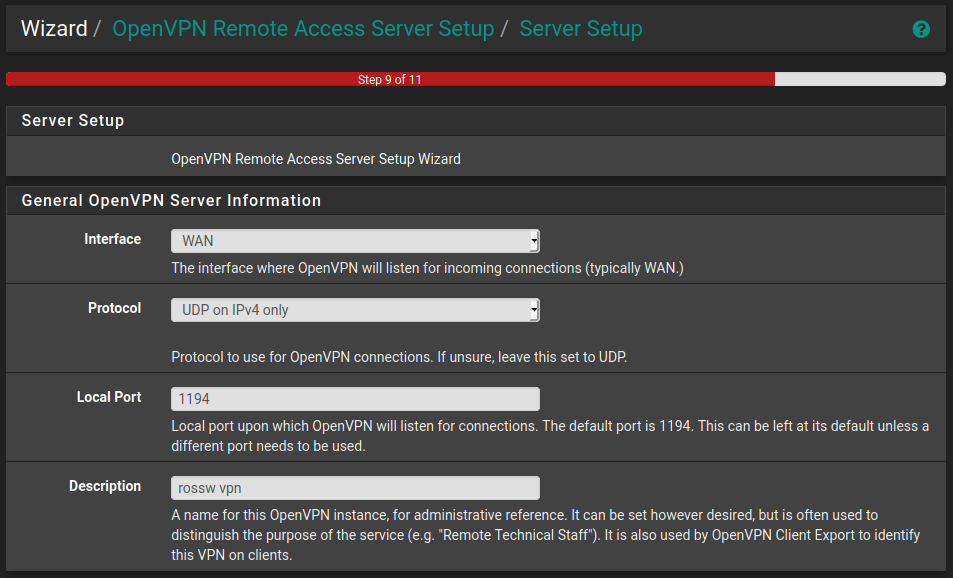 Wizard / OpenVPN Remote Access Server Setup / Server Setup
Step 9 of 11
Server Setup
OpenVPN Remote Access Server Setup Wizard
General OpenVPN Server Information
Interface
WAN
The interface where OpenVPN will listen for incoming connections (typically WAN.)
Protocol
UDP on IPv4 only
Protocol to use for OpenVPN connections. If unsure, leave this set to UDP.
Local Port
1194
Local port upon which OpenVPN will listen for connections. The default port is 1194. This can be left at its default unless a
different port needs to be used.
Description
rossw vpn
A name for this OpenVPN instance, for administrative reference. It can be set however desired, but is often used to
distinguish the purpose of the service (e.g. "Remote Technical Staff"). It is also used by OpenVPN Client Export to identify
this VPN on clients.